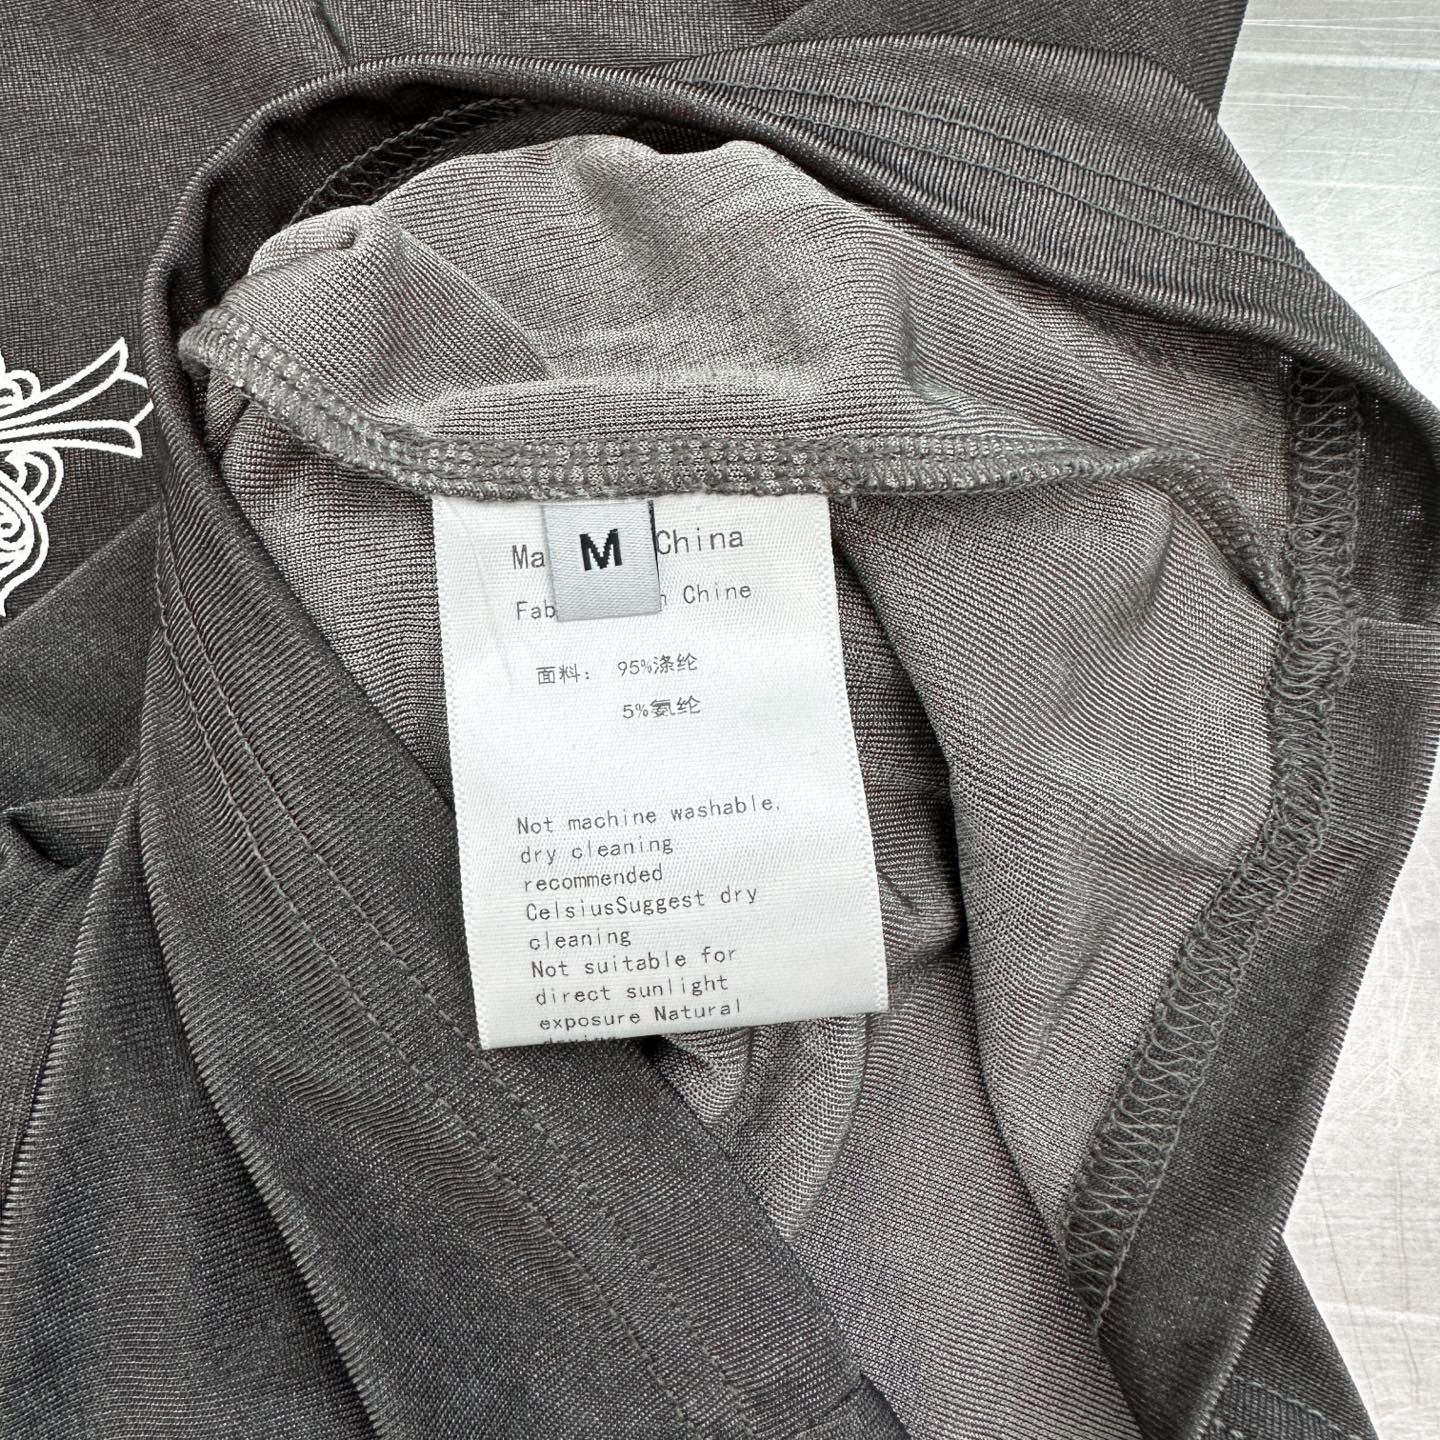 M
Ma China
Fab n Chine
面料： 95%涤纶
5%氨纶
Not machine washable,
dry cleaning
recommended
CelsiusSuggest dry
cleaning
Not suitable for
direct sunlight
exposure Natural